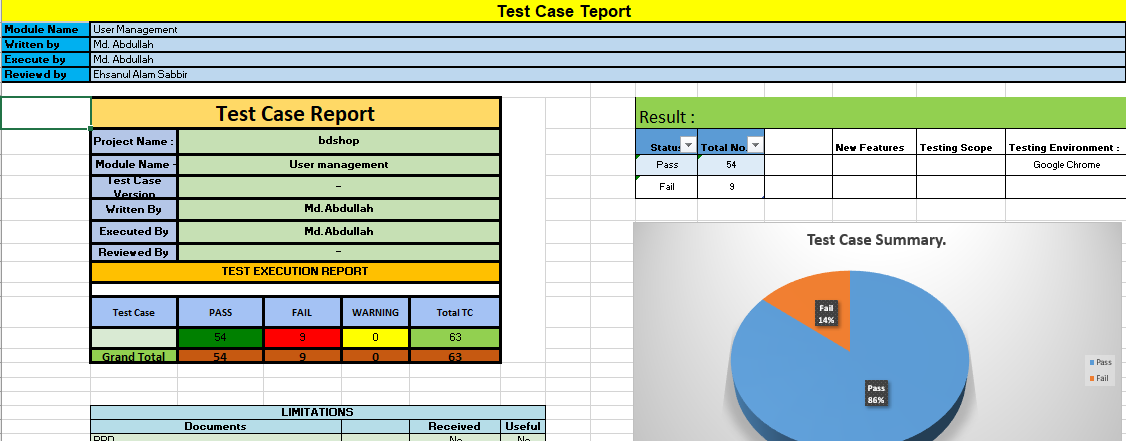 Test Case Teport
Module Name User Management
Written by Md. Abdullah
Execute by Md. Abdullah
Reviewd by Ehsanul Alam Sabbir
Test Case Report
Project Name : bdshop
Module Name - User management
Test Case Version -
Written By Md.Abdullah
Executed By Md.Abdullah
Reviewed By -
TEST EXECUTION REPORT
Test Case PASS FAIL WARNING Total TC
54 9 0 63
Grand Total 54 9 0 63
LIMITATIONS
Documents Received Useful
No No
Result :
Status Total No. New Features Testing Scope Testing Environment :
Pass 54 Google Chrome
Fail 9
Test Case Summary.
Fail
14%
Pass
86%
Pass
Fail